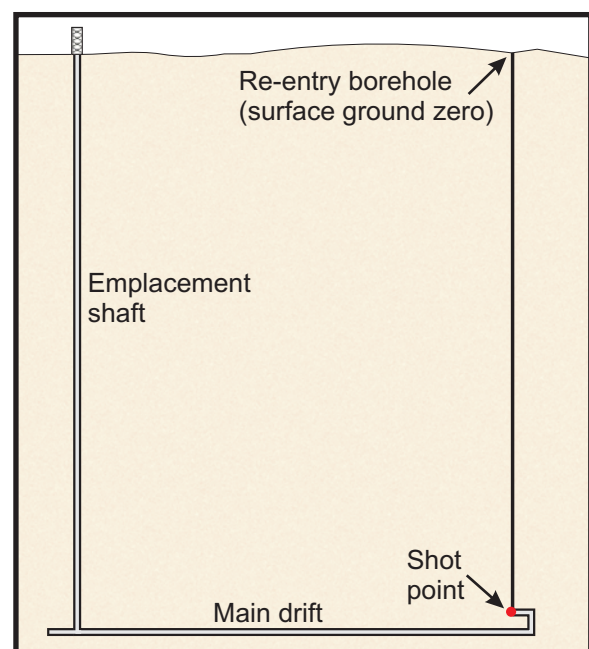 Re-entry borehole
(surface ground zero)
Emplacement
shaft
Shot
point
Main drift